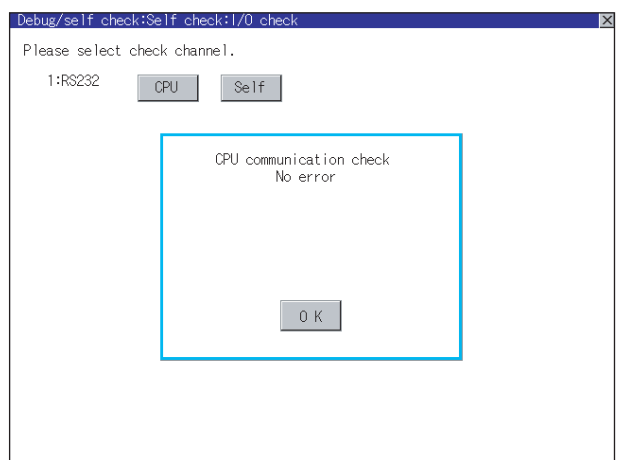 Debug/self check:Self check:I/O check
Please select check channel.
1:RS232 CPU Self
CPU communication check
No error
OK